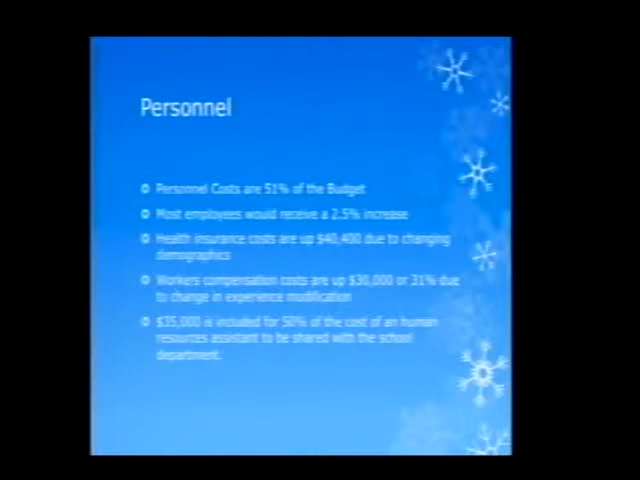 Personnel
Personnel Costs are 51% of the Budget
Most employees would receive a 2.5% increase
Health insurance costs are up $40,400 due to changing
demographics
Workers compensation costs are up $30,000 or 31% due
to change in experience modification
$35,000 is included for 50% of the cost of an human
resources assistant to be shared with the school
department.